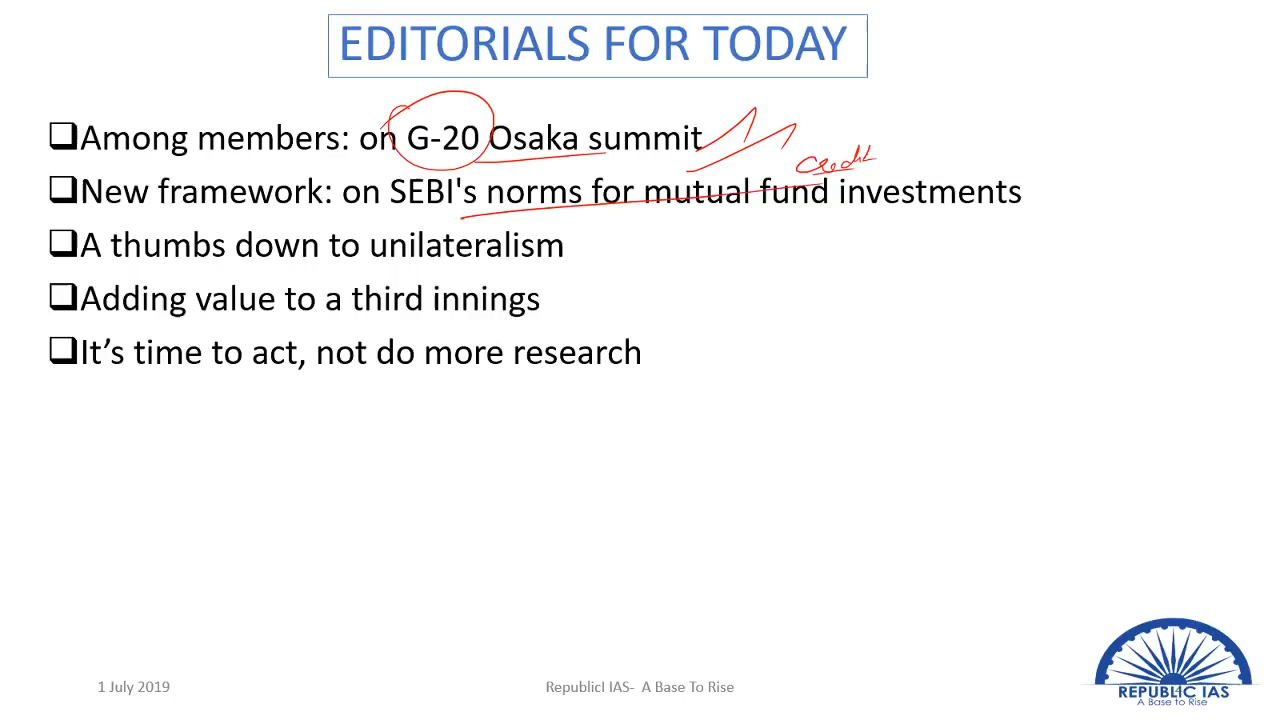 EDITORIALS FOR TODAY
Among members: on G-20 Osaka summit
credit
New framework: on SEBI's norms for mutual fund investments
A thumbs down to unilateralism
Adding value to a third innings
It’s time to act, not do more research
1 July 2019
RepublicI IAS- A Base To Rise
REPUBLIC IAS
A Base to Rise